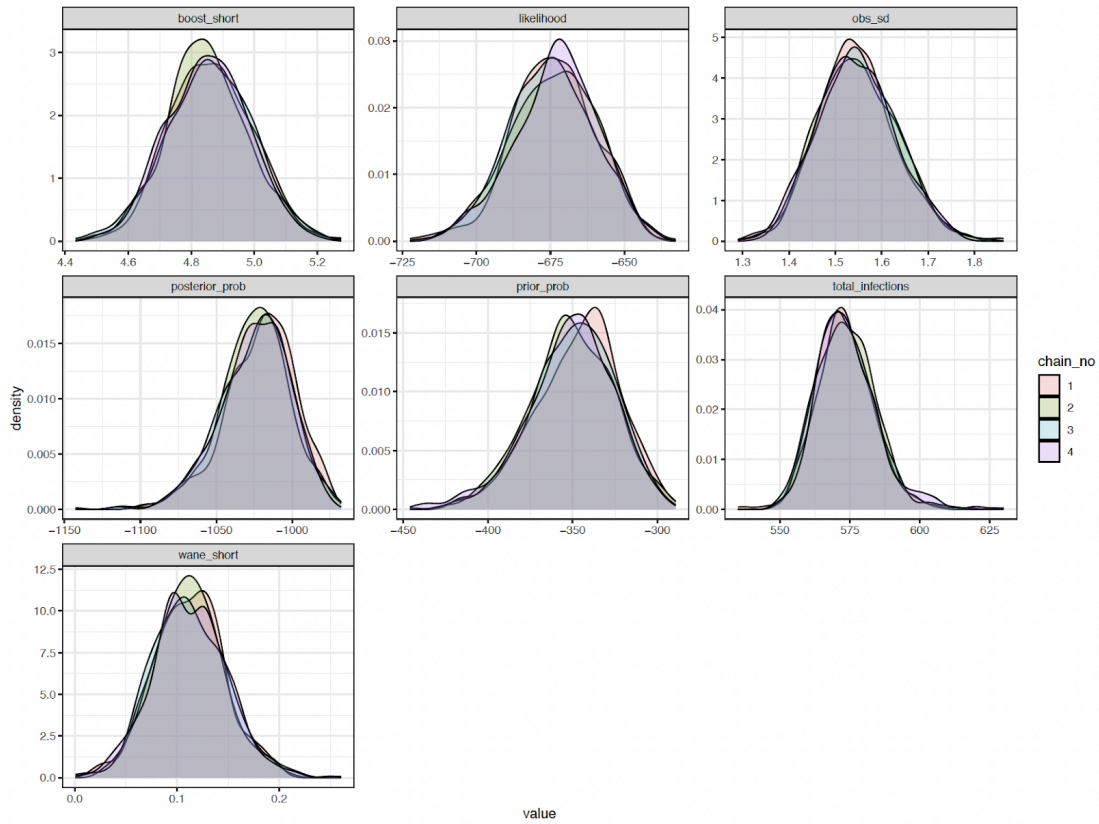 boost_short
likelihood
obs_sd
3
2
1
0
4.4 4.6 4.8 5.0 5.2
0.03
0.02
0.01
0.00
−725 −700 −675 −650
5
4
3
2
1
0
1.3 1.4 1.5 1.6 1.7 1.8
posterior_prob
prior_prob
total_infections
0.015
0.010
0.005
0.000
−1150 −1100 −1050 −1000
0.015
0.010
0.005
0.000
−450 −400 −350 −300
0.04
0.03
0.02
0.01
0.00
550 575 600 625
wane_short
12.5
10.0
7.5
5.0
2.5
0.0
0.0 0.1 0.2
density
value
chain_no
1
2
3
4